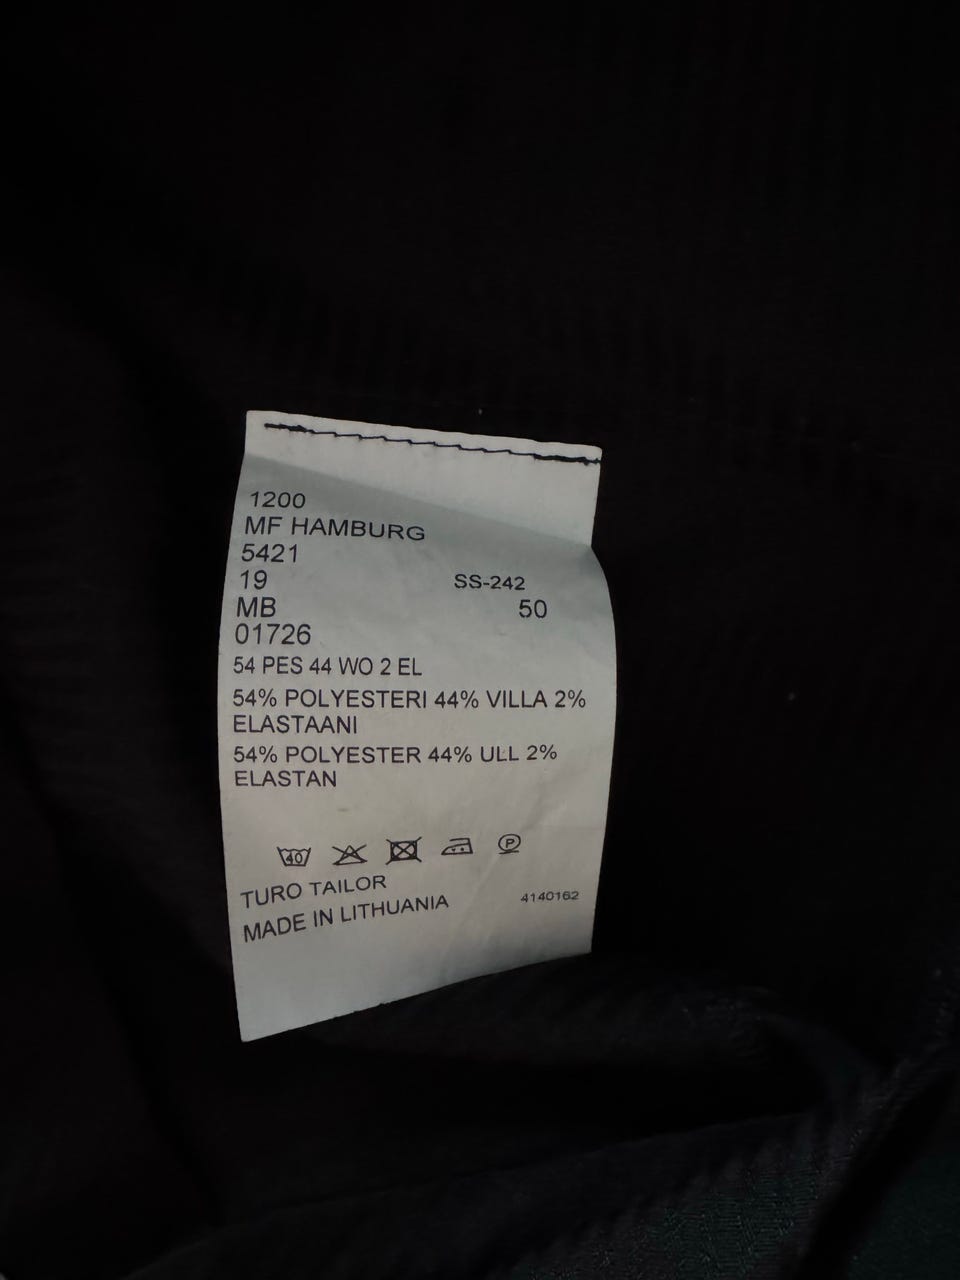 1200
MF HAMBURG
5421
19 SS-242
MB 50
01726
54 PES 44 WO 2 EL
54% POLYESTERI 44% VILLA 2%
ELASTAANI
54% POLYESTER 44% ULL 2%
ELASTAN
40 P
TURO TAILOR
MADE IN LITHUANIA 4140162